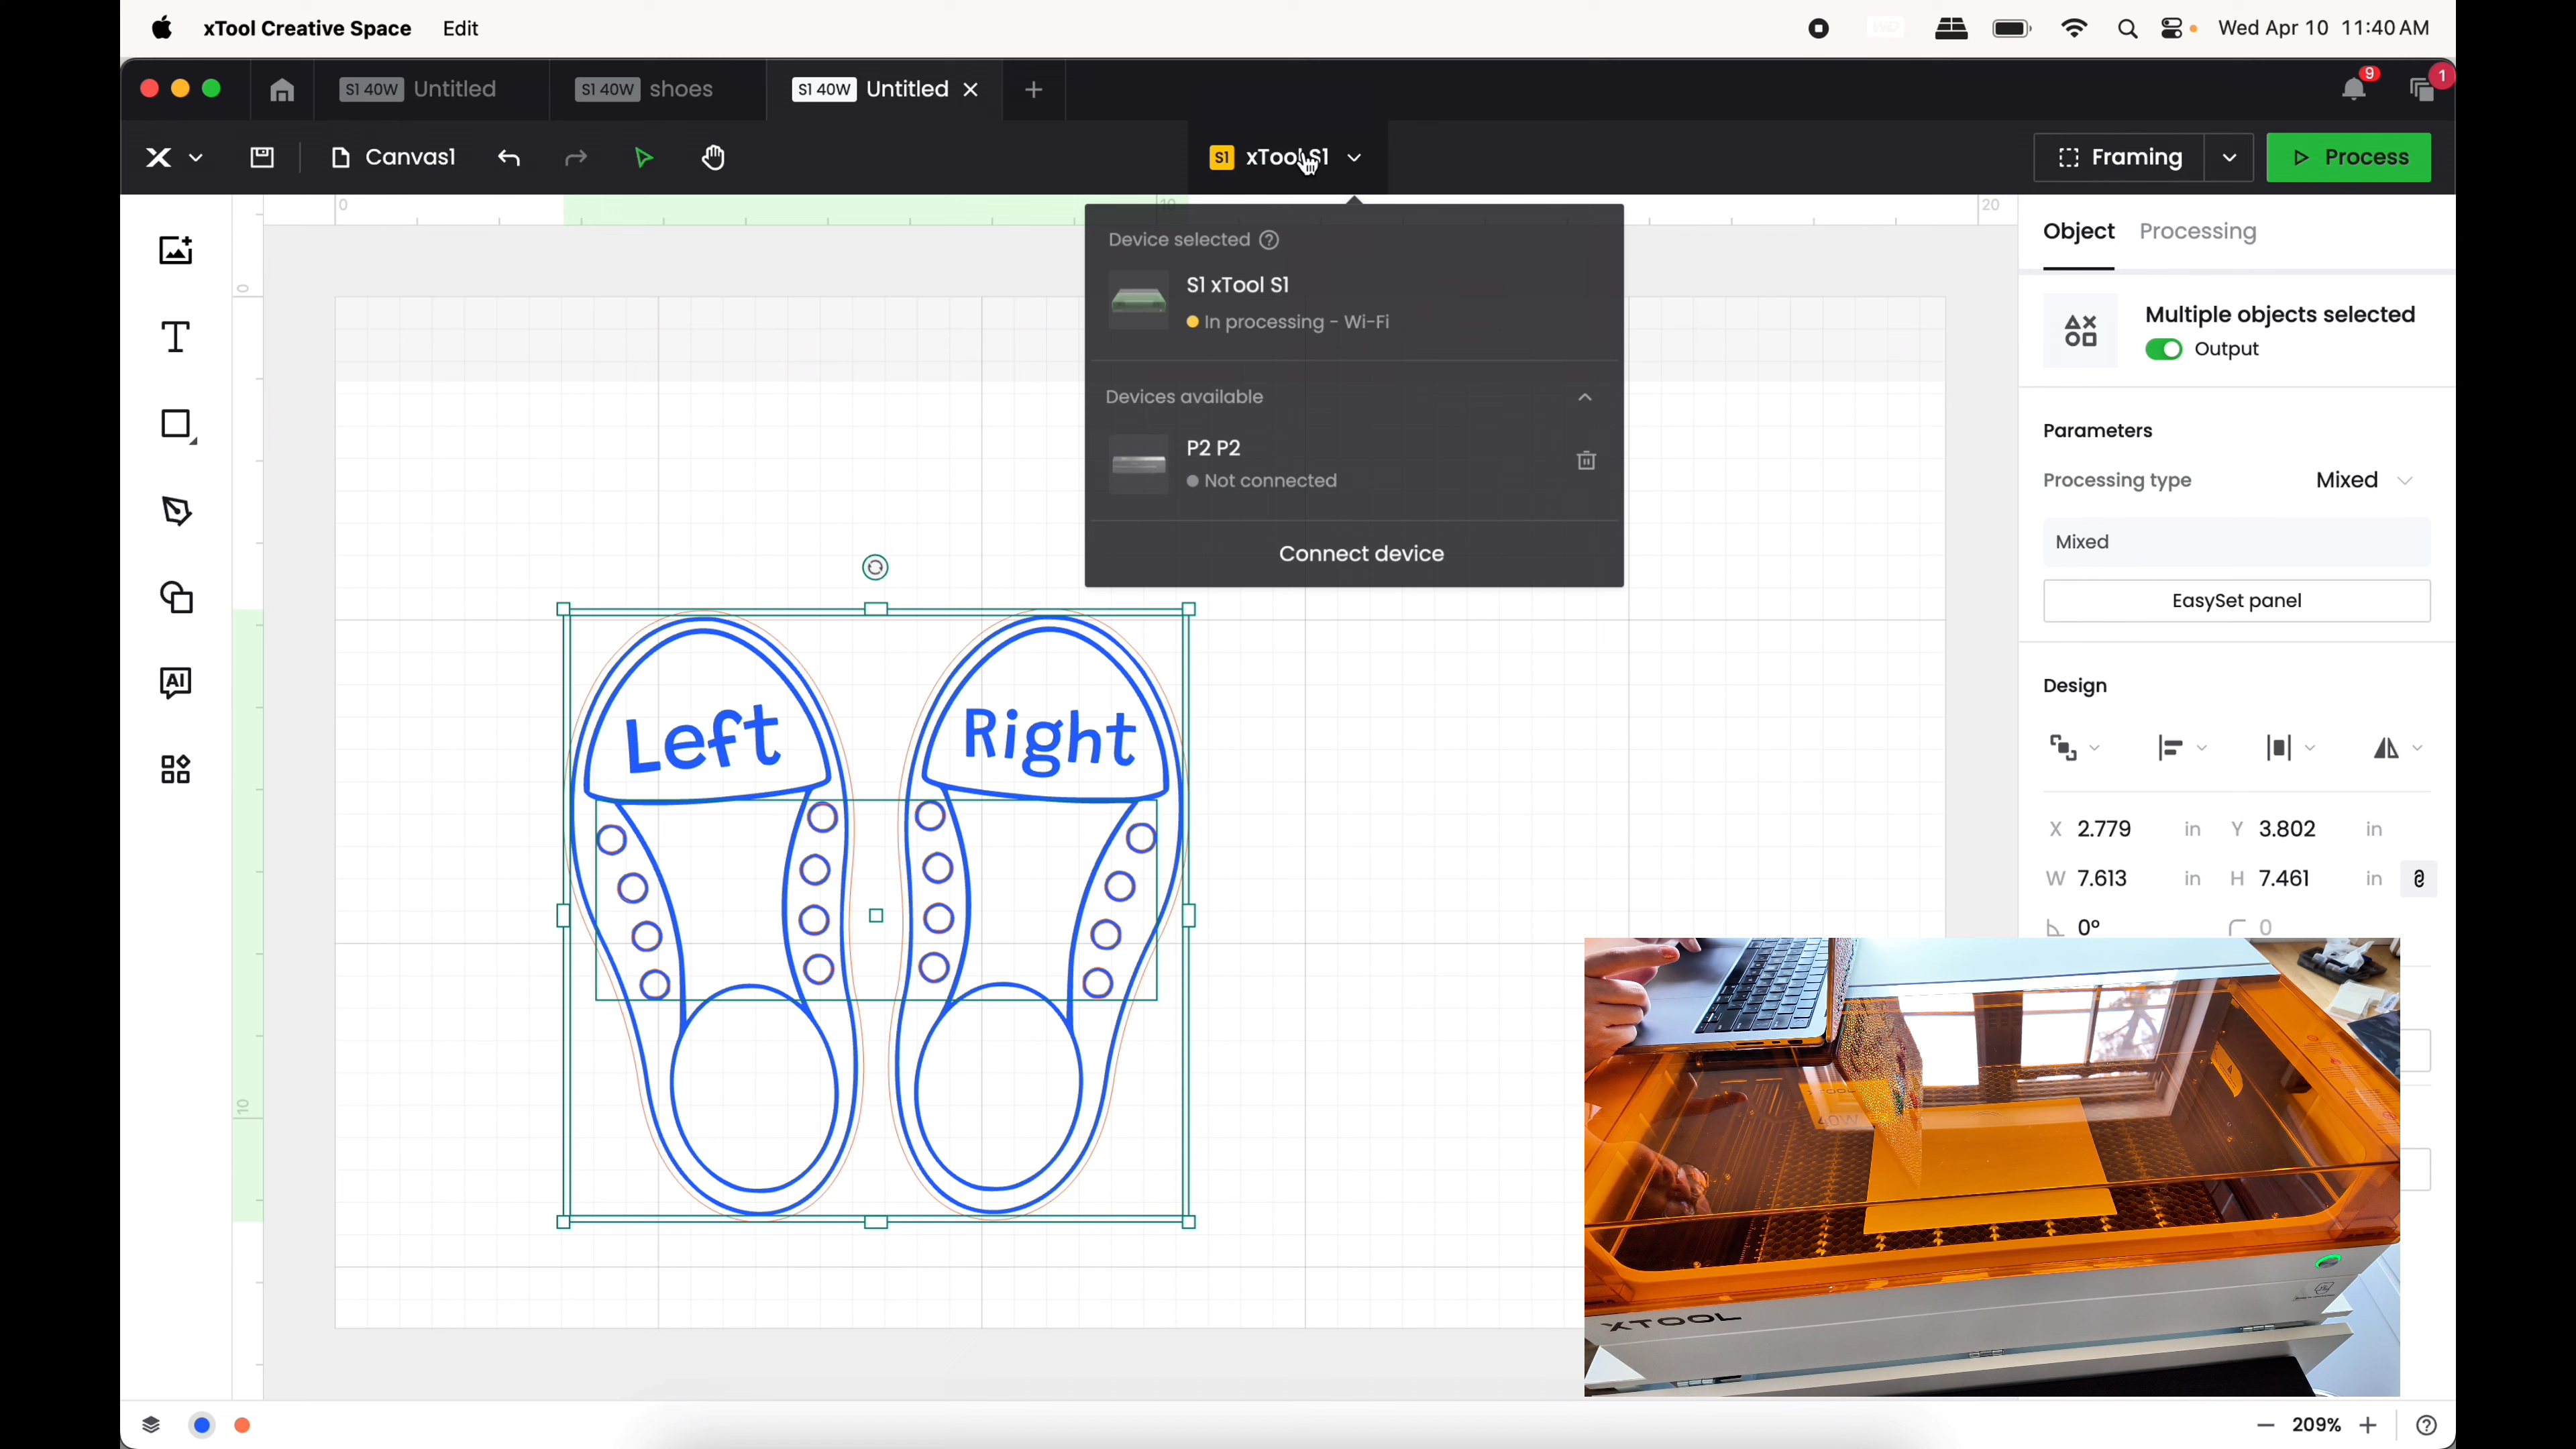 xTool Creative Space Edit
Wed Apr 10 11:40 AM
S1 40W Untitled
S1 40W shoes
S1 40W Untitled
9
1
Canvas1
S1 xTool S1
Framing
Process
0
10
20
Device selected
S1 xTool S1
In processing - Wi-Fi
Devices available
P2 P2
Not connected
Connect device
0
10
Left
Right
AI
Object Processing
Multiple objects selected
Output
Parameters
Processing type Mixed
Mixed
EasySet panel
Design
X 2.779 in Y 3.802 in
W 7.613 in H 7.461 in
0° 0
XTOOL
209%